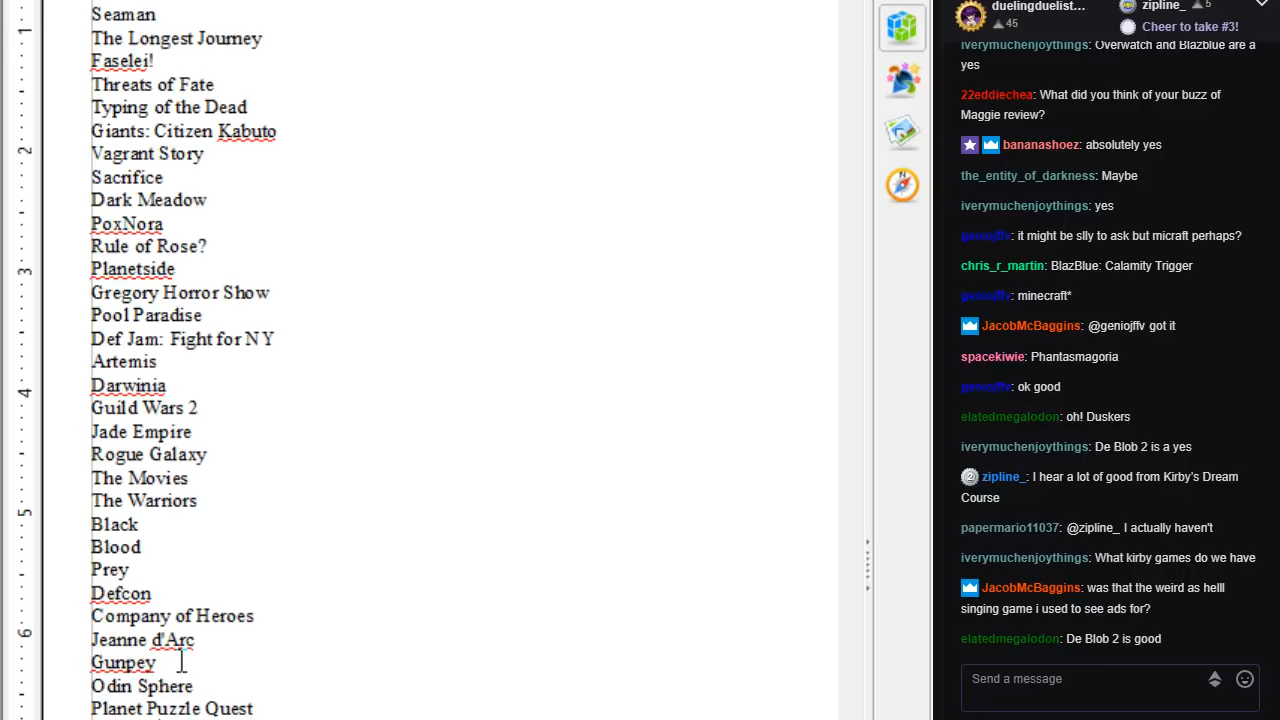 Seaman
The Longest Journey
Faselei!
Threats of Fate
Typing of the Dead
Giants: Citizen Kabuto
Vagrant Story
Sacrifice
Dark Meadow
PoxNora
Rule of Rose?
Planetside
Gregory Horror Show
Pool Paradise
Def Jam: Fight for NY
Artemis
Darwinia
Guild Wars 2
Jade Empire
Rogue Galaxy
The Movies
The Warriors
Black
Blood
Prey
Defcon
Company of Heroes
Jeanne d'Arc
Gunpey
Odin Sphere
Planet Puzzle Quest
1
2
3
4
5
6
N
duelingduelist...
45
zipline_ 5
Cheer to take #3!
iverymuchenjoythings: Overwatch and Blazblue are a
yes
22eddiechea: What did you think of your buzz of
Maggie review?
bananashoez: absolutely yes
the_entity_of_darkness: Maybe
iverymuchenjoythings: yes
geniojffv: it might be slly to ask but micraft perhaps?
chris_r_martin: BlazBlue: Calamity Trigger
geniojffv: minecraft*
JacobMcBaggins: @geniojffv got it
spacekiwie: Phantasmagoria
geniojffv: ok good
elatedmegalodon: oh! Duskers
iverymuchenjoythings: De Blob 2 is a yes
2 zipline_: I hear a lot of good from Kirby's Dream
Course
papermario11037: @zipline_ I actually haven't
iverymuchenjoythings: What kirby games do we have
JacobMcBaggins: was that the weird as helll
singing game i used to see ads for?
elatedmegalodon: De Blob 2 is good
Send a message